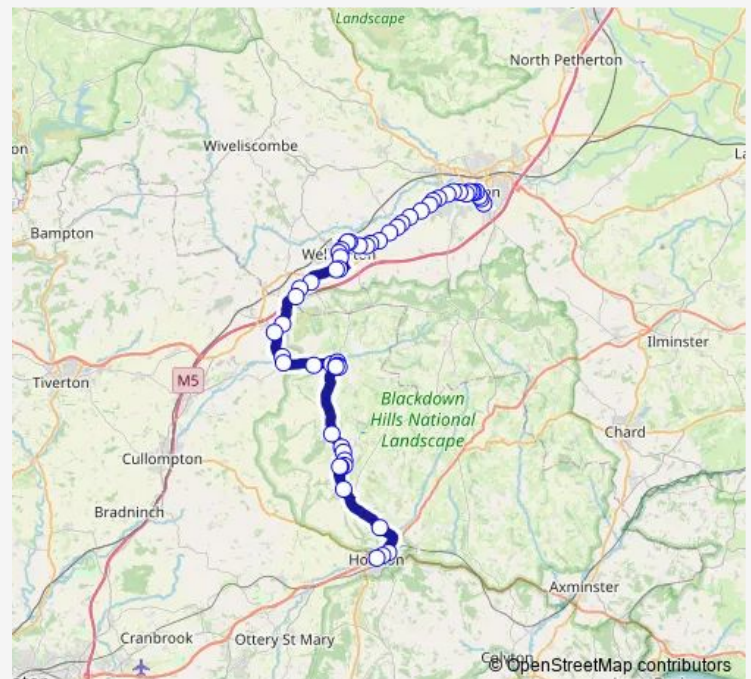 Landscape
North Petherton
Wiveliscombe
Bampton
Ilminster
Tiverton
M5
Blackdown
Hills National
Landscape
Chard
Cullompton
Bradninch
Axminster
Cranbrook
Ottery St Mary
© OpenStreetMap contributors